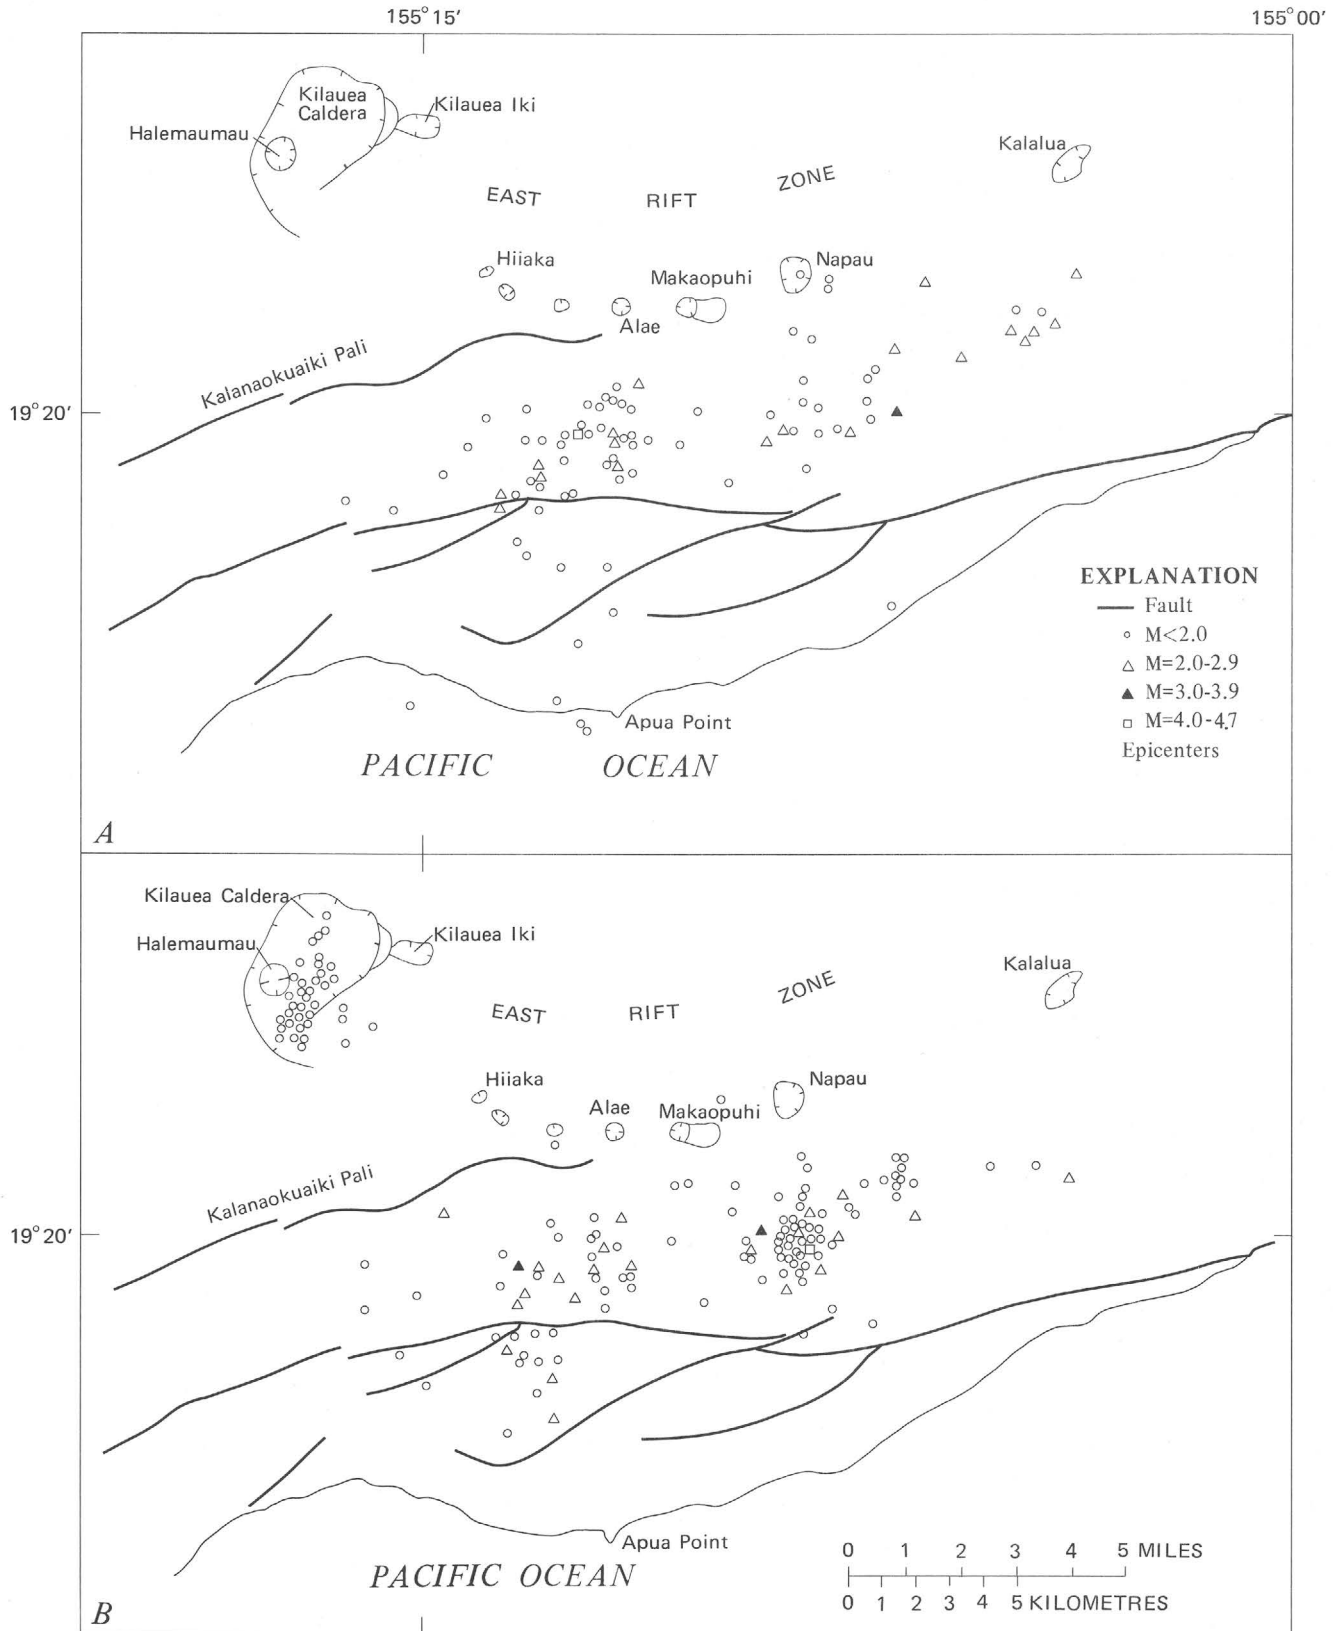 155°15′ 155°00′
Kilauea
Caldera
Kilauea Iki
Halemaumau
Kalalua
EAST RIFT ZONE
Hiiaka
Napau
Makaopuhi
Alae
Kalanaokuaiki Pali
19°20′
EXPLANATION
Fault
M<2.0
M=2.0-2.9
M=3.0-3.9
M=4.0-4.7
Epicenters
Apua Point
PACIFIC OCEAN
A
Kilauea Caldera
Halemaumau
Kilauea Iki
Kalalua
EAST RIFT ZONE
Hiiaka
Napau
Alae
Makaopuhi
Kalanaokuaiki Pali
19°20′
Apua Point
PACIFIC OCEAN
0 1 2 3 4 5 MILES
0 1 2 3 4 5 KILOMETRES
B